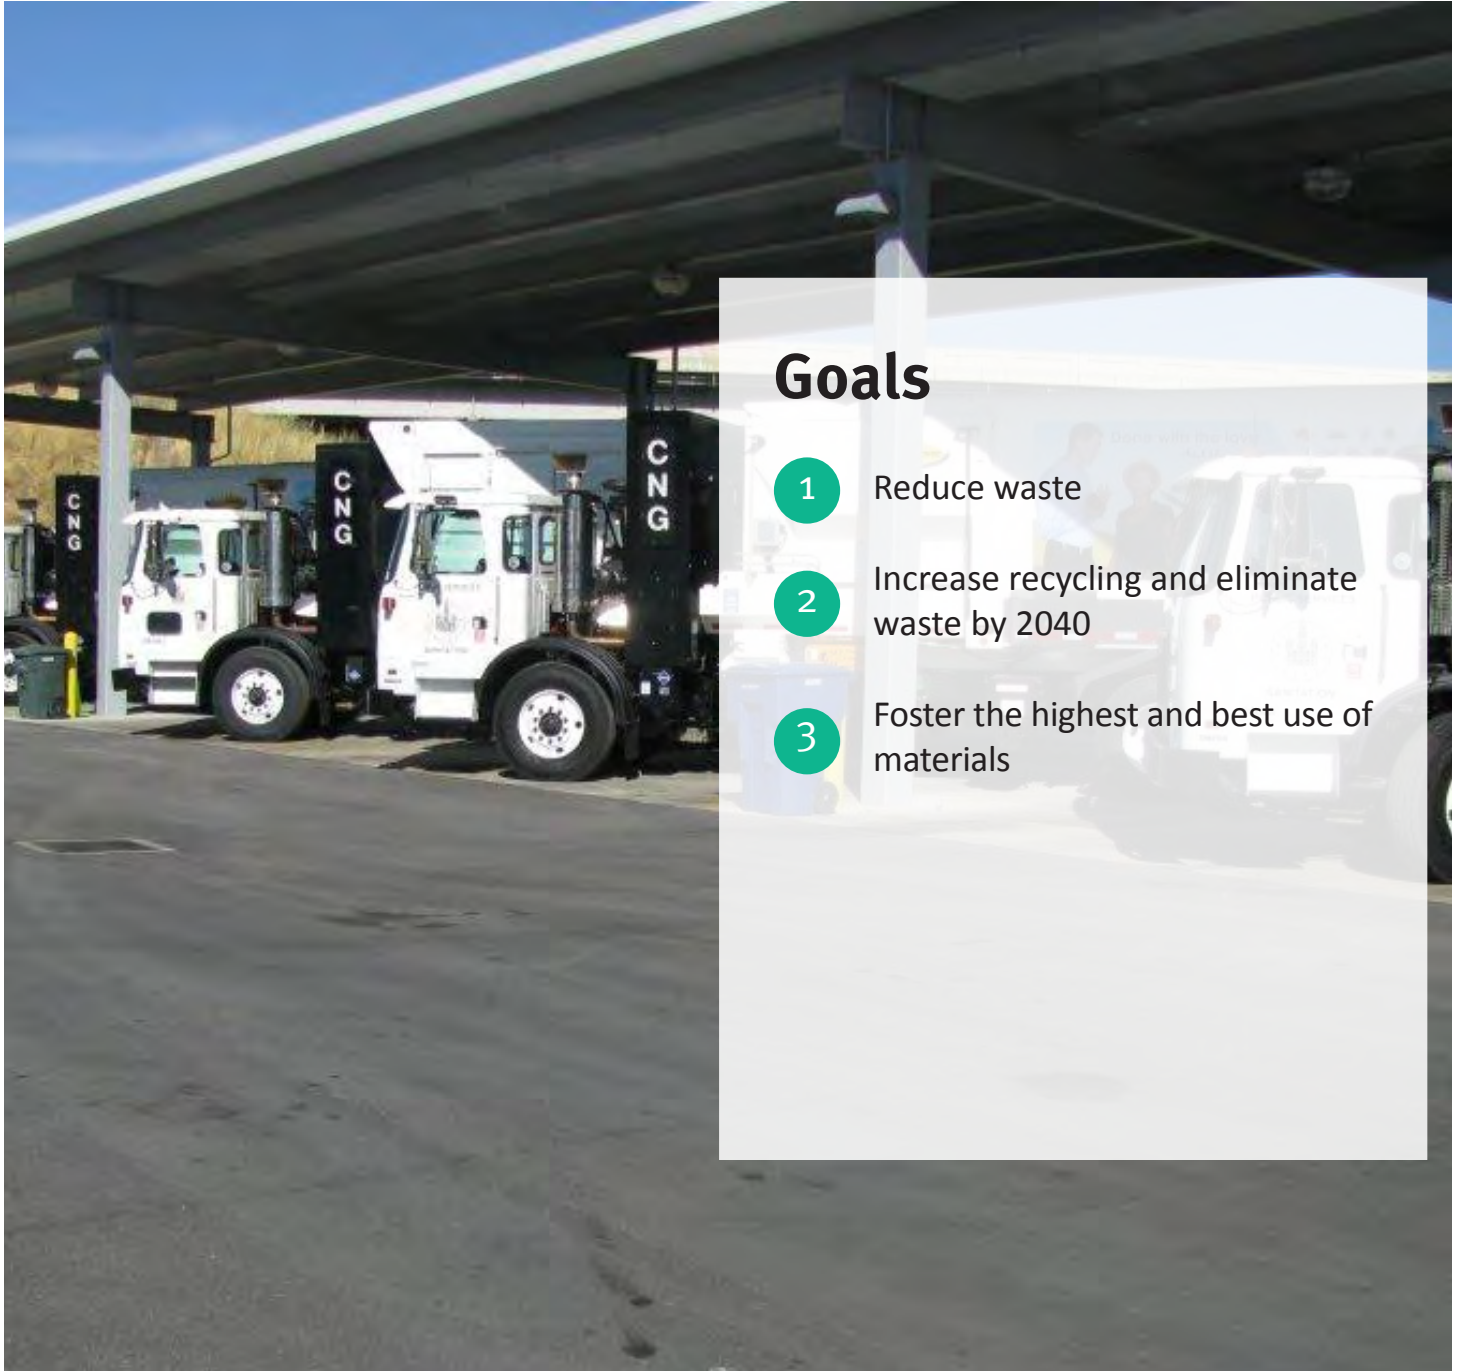 CNG
CNG
CNG
Goals
1 Reduce waste
2 Increase recycling and eliminate
waste by 2040
3 Foster the highest and best use of
materials